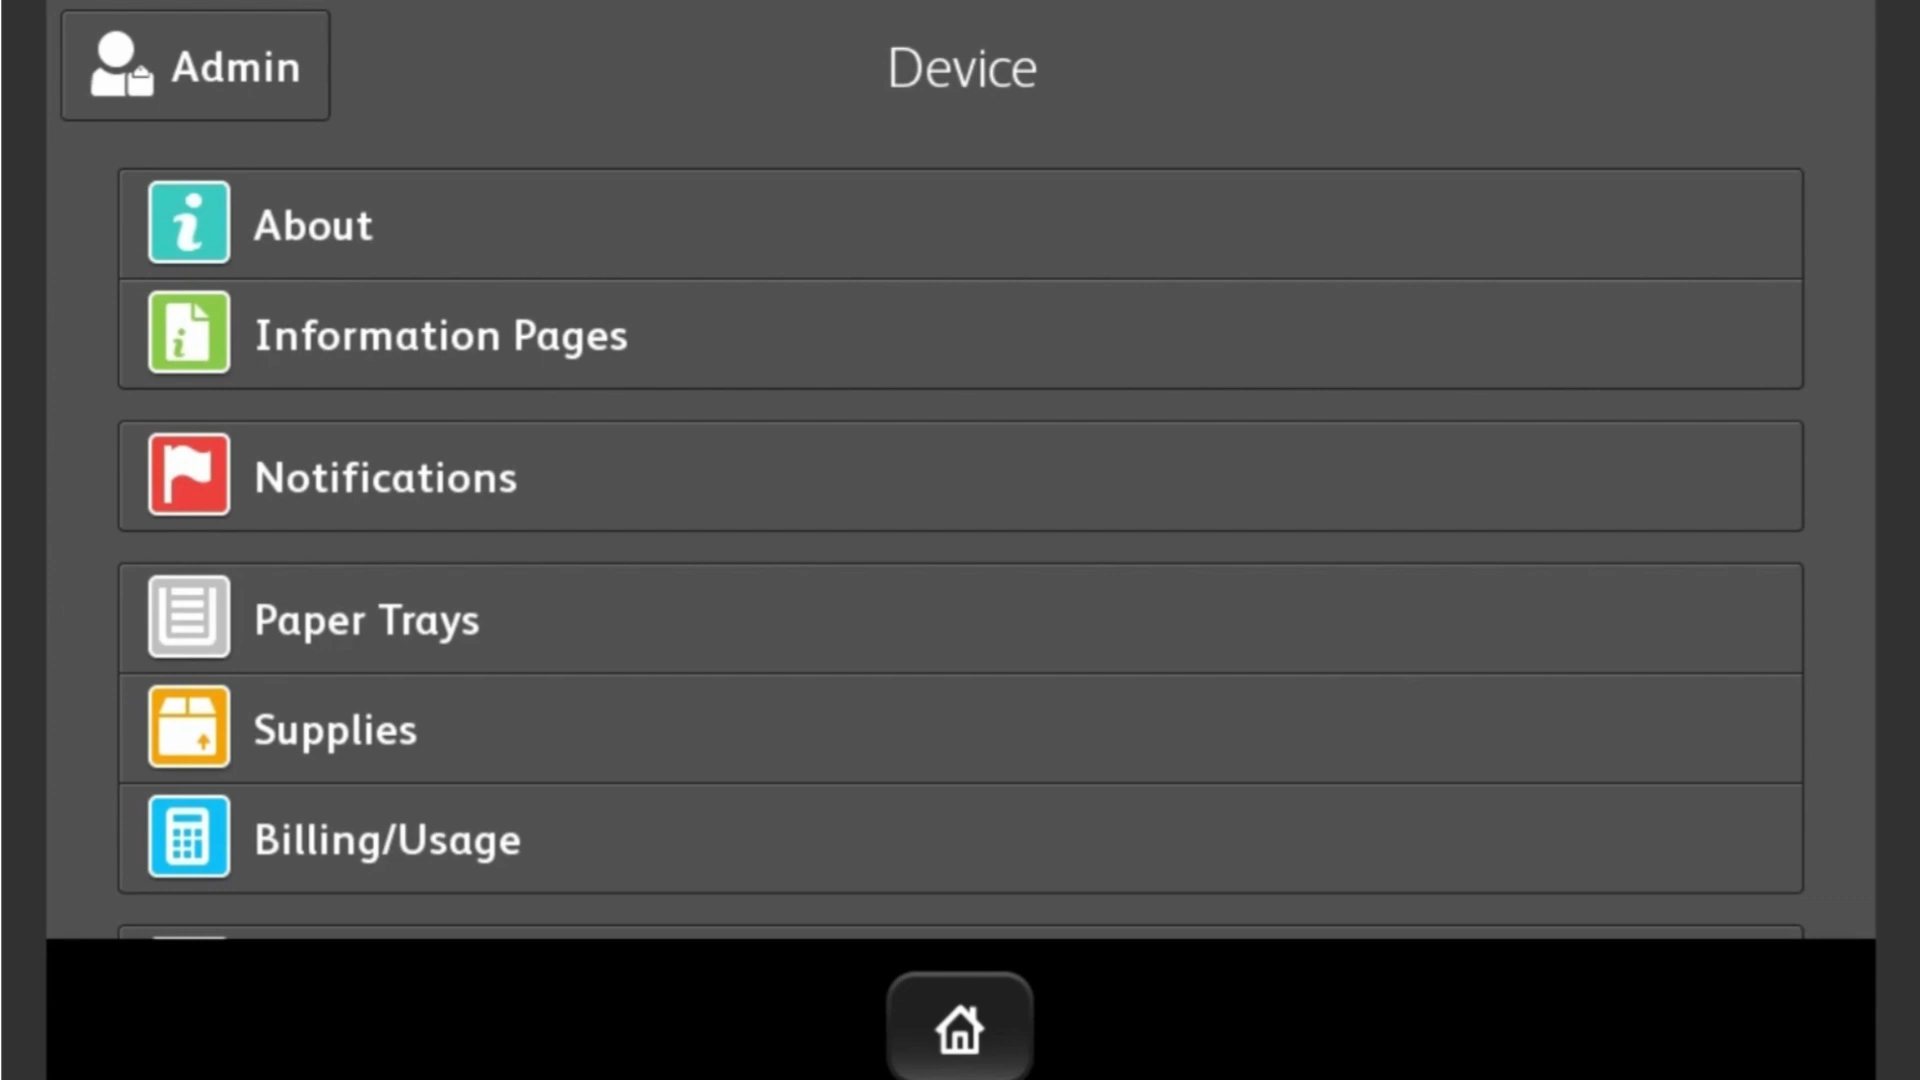 Admin
Device
About
Information Pages
Notifications
Paper Trays
Supplies
Billing/Usage